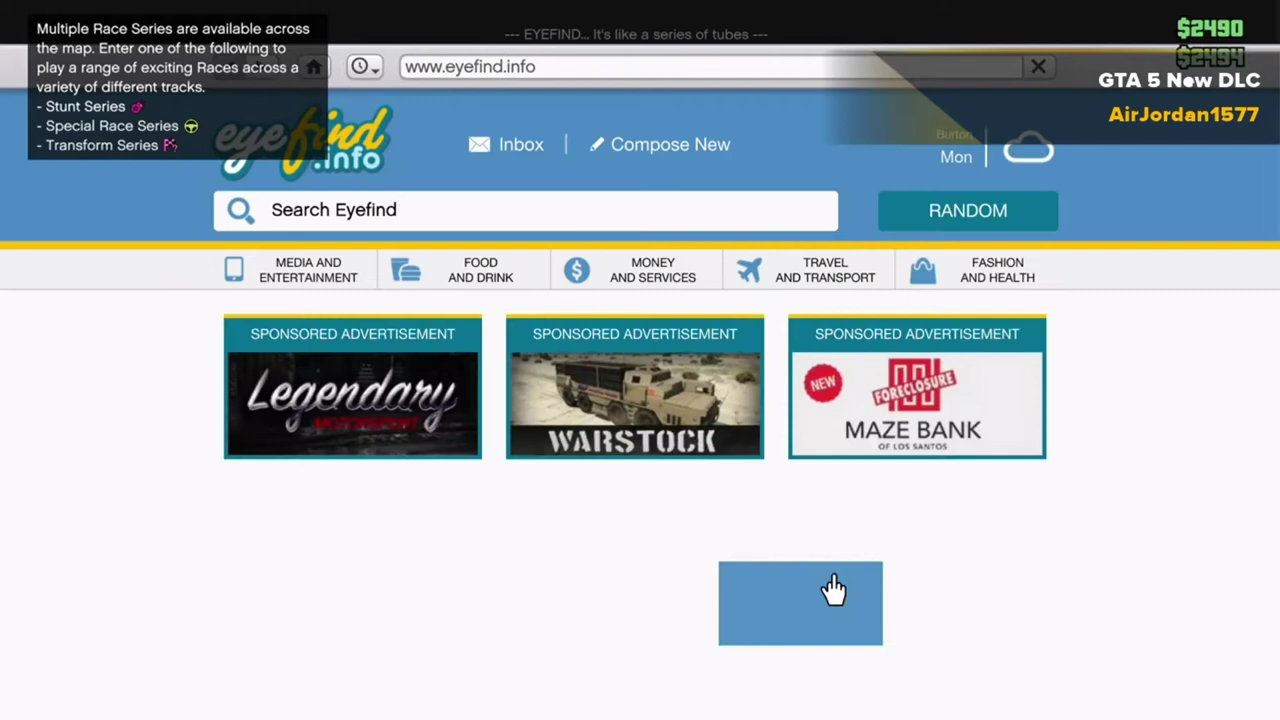 Multiple Race Series are available across
the map. Enter one of the following to
play a range of exciting Races across a
variety of different tracks.
- Stunt Series
- Special Race Series
- Transform Series
--- EYEFIND... It's like a series of tubes ---
$2490
$2494
www.eyefind.info
GTA 5 New DLC
AirJordan1577
eyefind
.info
Inbox
Compose New
Burton
Mon
Search Eyefind
RANDOM
MEDIA AND
ENTERTAINMENT
FOOD
AND DRINK
MONEY
AND SERVICES
TRAVEL
AND TRANSPORT
FASHION
AND HEALTH
SPONSORED ADVERTISEMENT
Legendary
MOTORSPORT
SPONSORED ADVERTISEMENT
WARSTOCK
SPONSORED ADVERTISEMENT
NEW
FORECLOSURE
MAZE BANK
OF LOS SANTOS